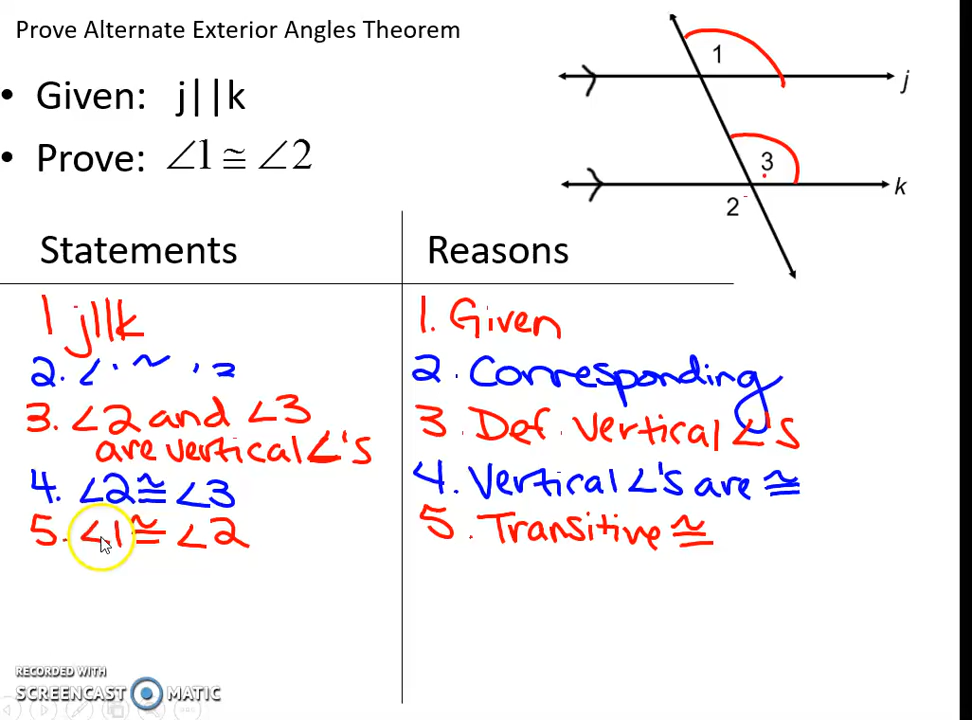 Prove Alternate Exterior Angles Theorem
• Given: j||k
• Prove: ∠1 ≅ ∠2
1
j
3
k
2
Statements
Reasons
1 j||k
1. Given
2. ∠
2. Corresponding
3. ∠2 and ∠3
are vertical ∠'s
3. Def. Vertical ∠'s
4. ∠2 ≅ ∠3
4. Vertical ∠'s are ≅
5. ∠1 ≅ ∠2
5. Transitive ≅
RECORDED WITH
SCREENCAST MATIC